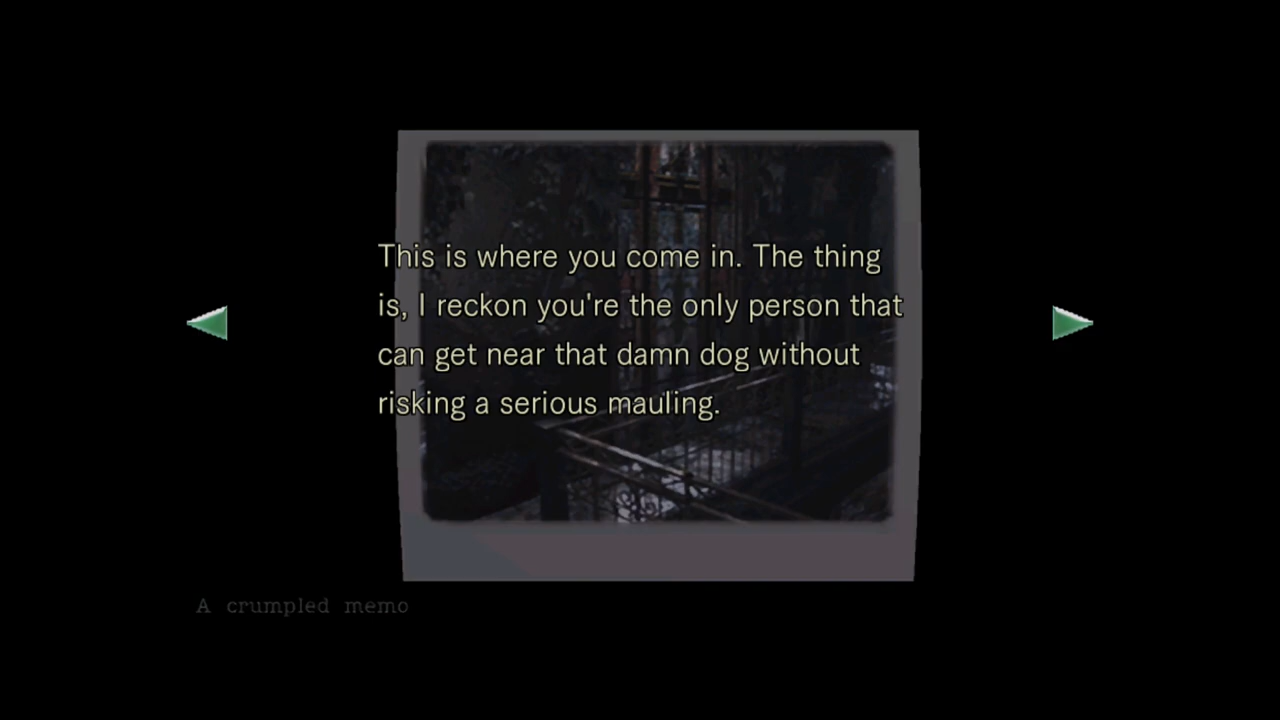 This is where you come in. The thing
is, I reckon you're the only person that
can get near that damn dog without
risking a serious mauling.
A crumpled memo